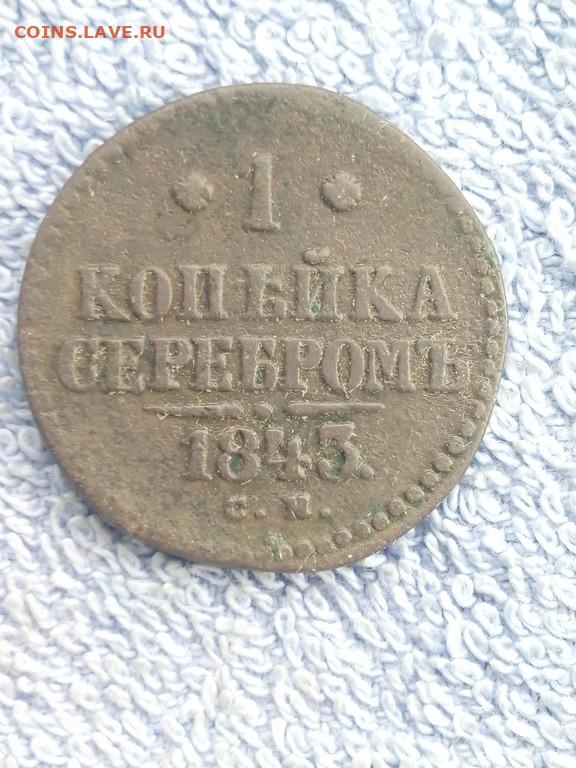 COINS.LAVE.RU
1
КОПѢЙКА
СЕРЕБРОМЪ
1843.
С. М.